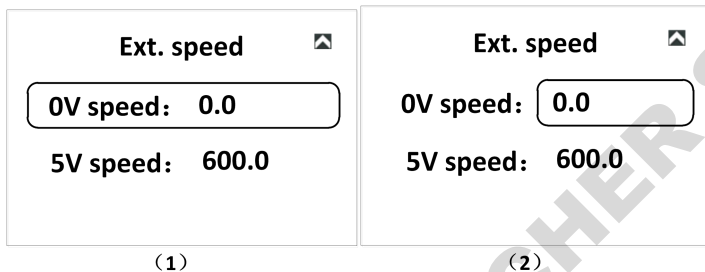 Ext. speed
0V speed： 0.0
5V speed： 600.0
（1）
Ext. speed
0V speed： 0.0
5V speed： 600.0
（2）
CHER